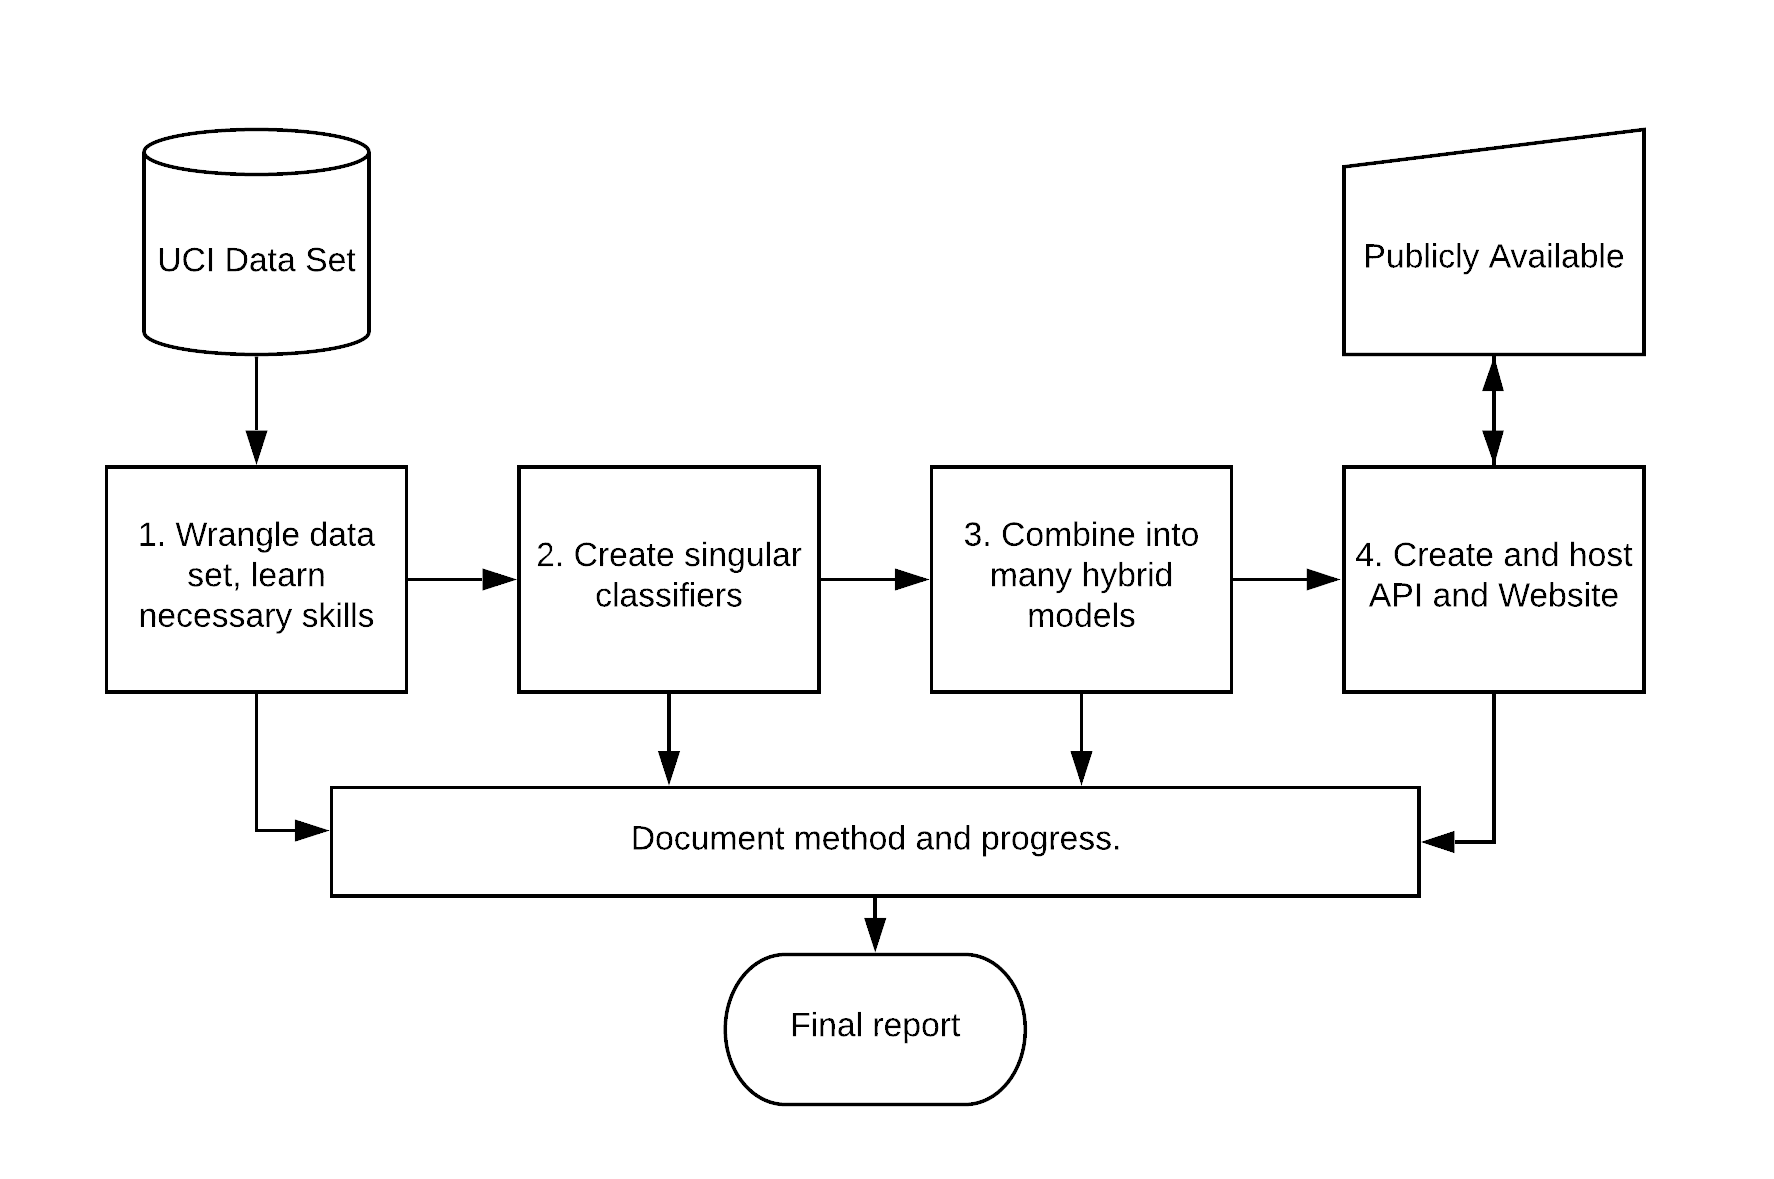 UCI Data Set
Publicly Available
1. Wrangle data
set, learn
necessary skills
2. Create singular
classifiers
3. Combine into
many hybrid
models
4. Create and host
API and Website
Document method and progress.
Final report